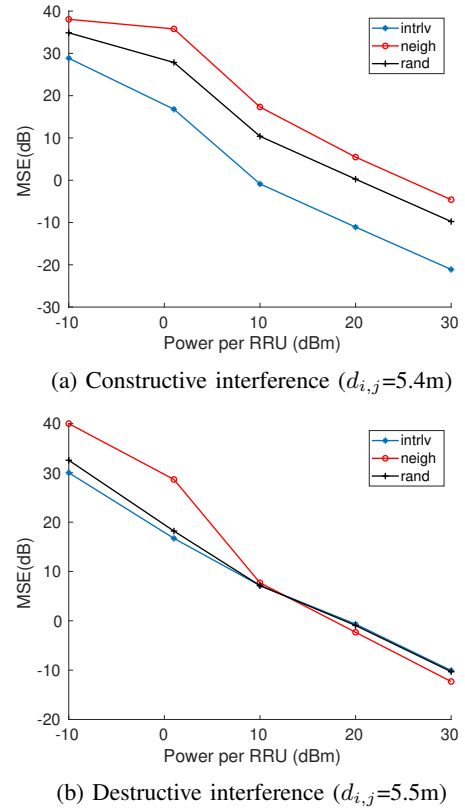 40
30
20
10
0
-10
-20
-30
MSE(dB)
intrlv
neigh
rand
-10
0
10
20
30
Power per RRU (dBm)
(a) Constructive interference (d_{i,j}=5.4m)
40
30
20
10
0
-10
-20
MSE(dB)
intrlv
neigh
rand
-10
0
10
20
30
Power per RRU (dBm)
(b) Destructive interference (d_{i,j}=5.5m)